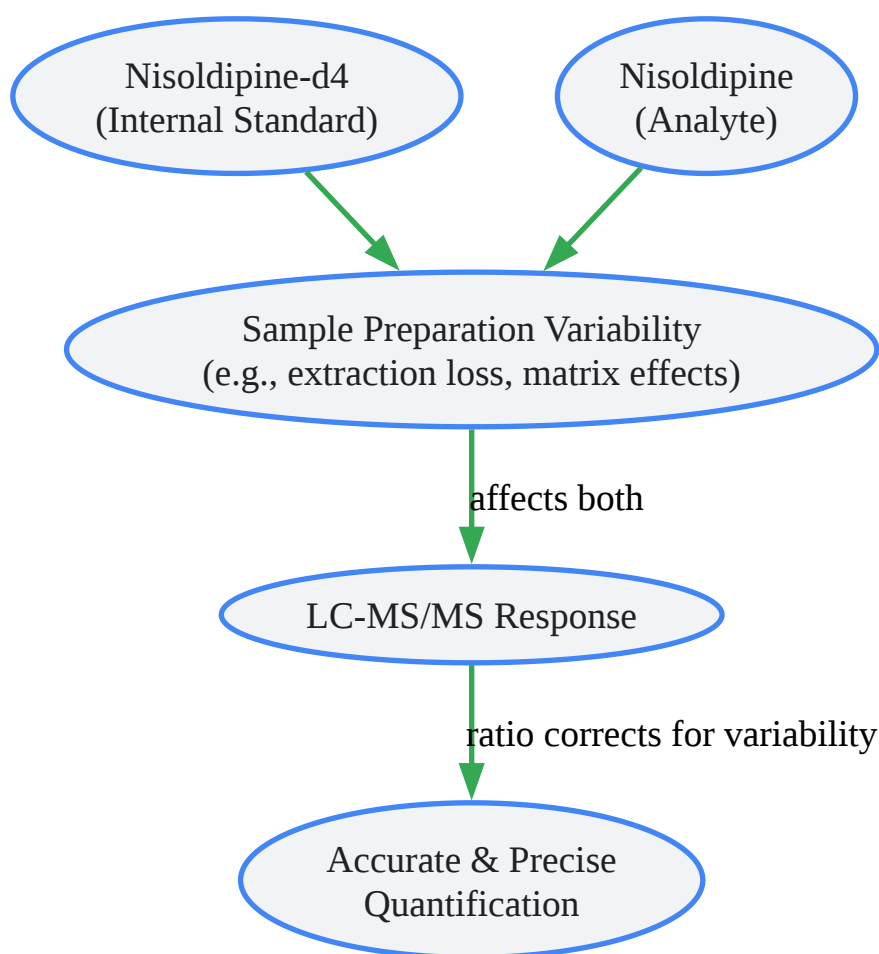 Nisoldipine-d4
(Internal Standard)
Nisoldipine
(Analyte)
Sample Preparation Variability
(e.g., extraction loss, matrix effects)
affects both
LC-MS/MS Response
ratio corrects for variability
Accurate & Precise
Quantification